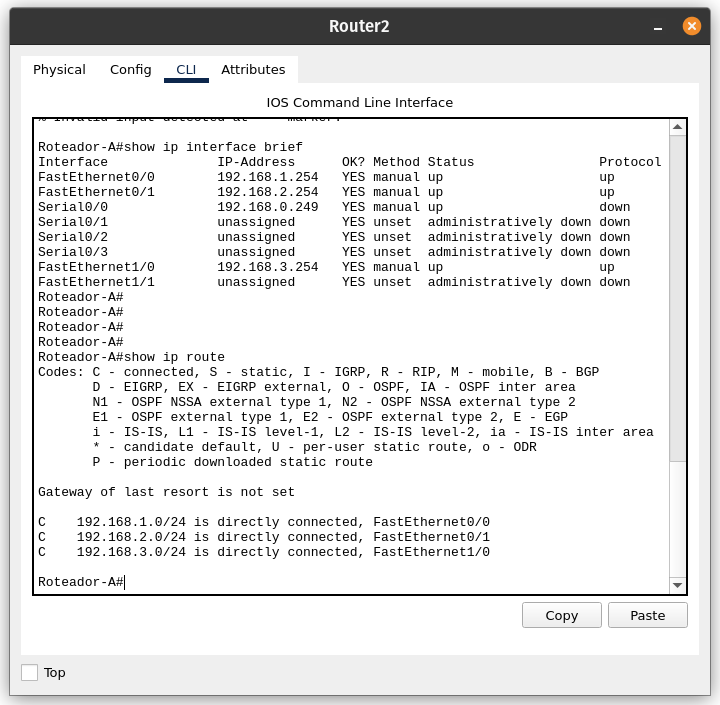 Router2
Physical Config CLI Attributes
IOS Command Line Interface
% Invalid input detected at marker.
Roteador-A#show ip interface brief
Interface IP-Address OK? Method Status Protocol
FastEthernet0/0 192.168.1.254 YES manual up up
FastEthernet0/1 192.168.2.254 YES manual up up
Serial0/0 192.168.0.249 YES manual up down
Serial0/1 unassigned YES unset administratively down down
Serial0/2 unassigned YES unset administratively down down
Serial0/3 unassigned YES unset administratively down down
FastEthernet1/0 192.168.3.254 YES manual up up
FastEthernet1/1 unassigned YES unset administratively down down
Roteador-A#
Roteador-A#
Roteador-A#
Roteador-A#
Roteador-A#show ip route
Codes: C - connected, S - static, I - IGRP, R - RIP, M - mobile, B - BGP
D - EIGRP, EX - EIGRP external, O - OSPF, IA - OSPF inter area
N1 - OSPF NSSA external type 1, N2 - OSPF NSSA external type 2
E1 - OSPF external type 1, E2 - OSPF external type 2, E - EGP
i - IS-IS, L1 - IS-IS level-1, L2 - IS-IS level-2, ia - IS-IS inter area
* - candidate default, U - per-user static route, o - ODR
P - periodic downloaded static route
Gateway of last resort is not set
C 192.168.1.0/24 is directly connected, FastEthernet0/0
C 192.168.2.0/24 is directly connected, FastEthernet0/1
C 192.168.3.0/24 is directly connected, FastEthernet1/0
Roteador-A#
Copy Paste
Top